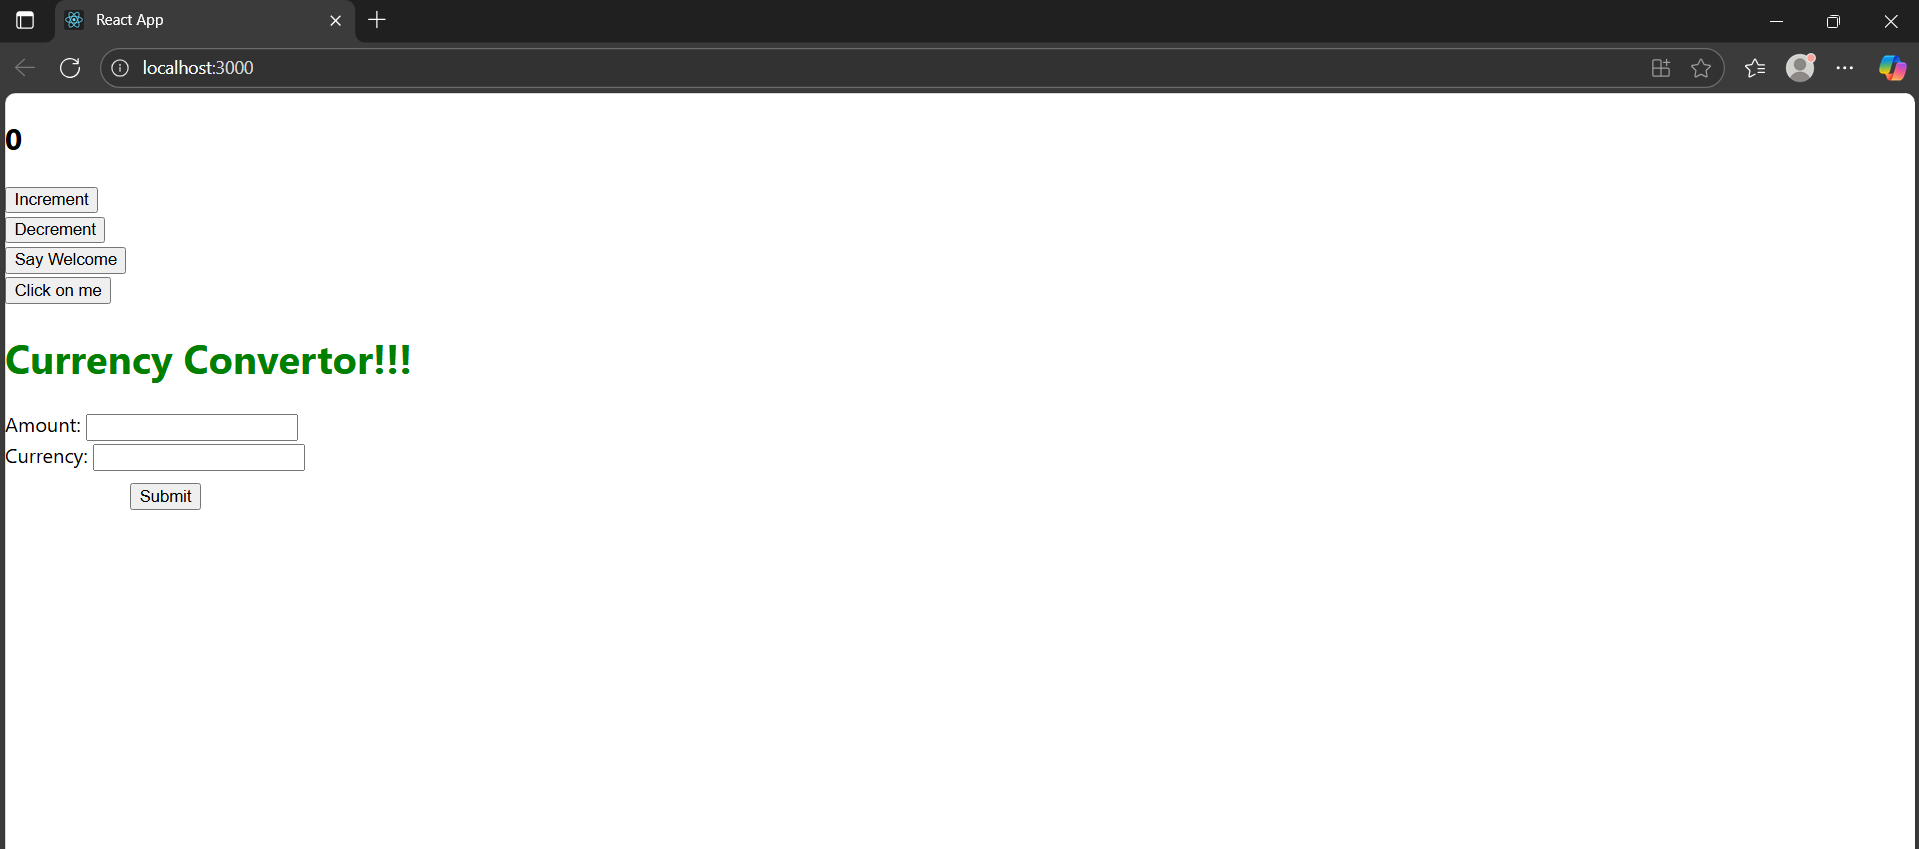 React App
localhost:3000
0
Increment
Decrement
Say Welcome
Click on me
Currency Convertor!!!
Amount:
Currency:
Submit